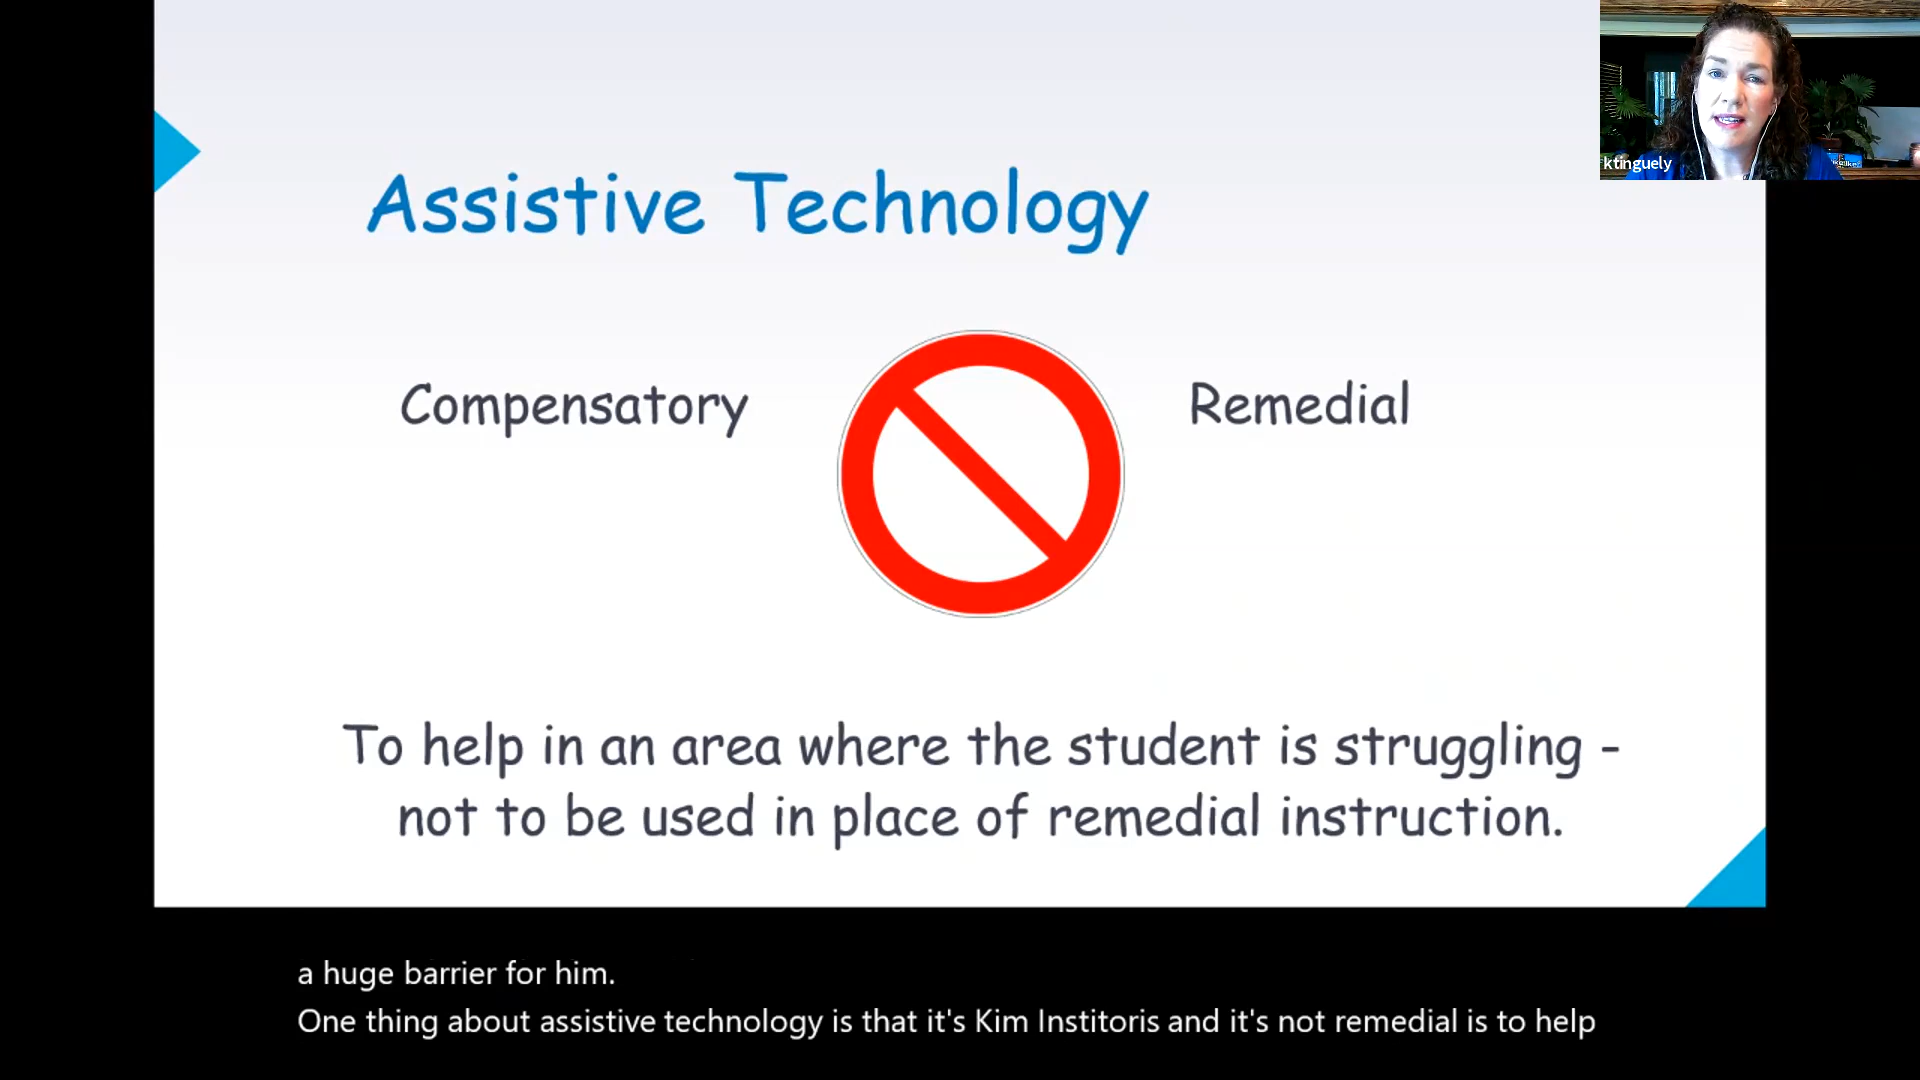 Assistive Technology
Compensatory
Remedial
To help in an area where the student is struggling -
not to be used in place of remedial instruction.
ktinguely
a huge barrier for him.
One thing about assistive technology is that it's Kim Institoris and it's not remedial is to help